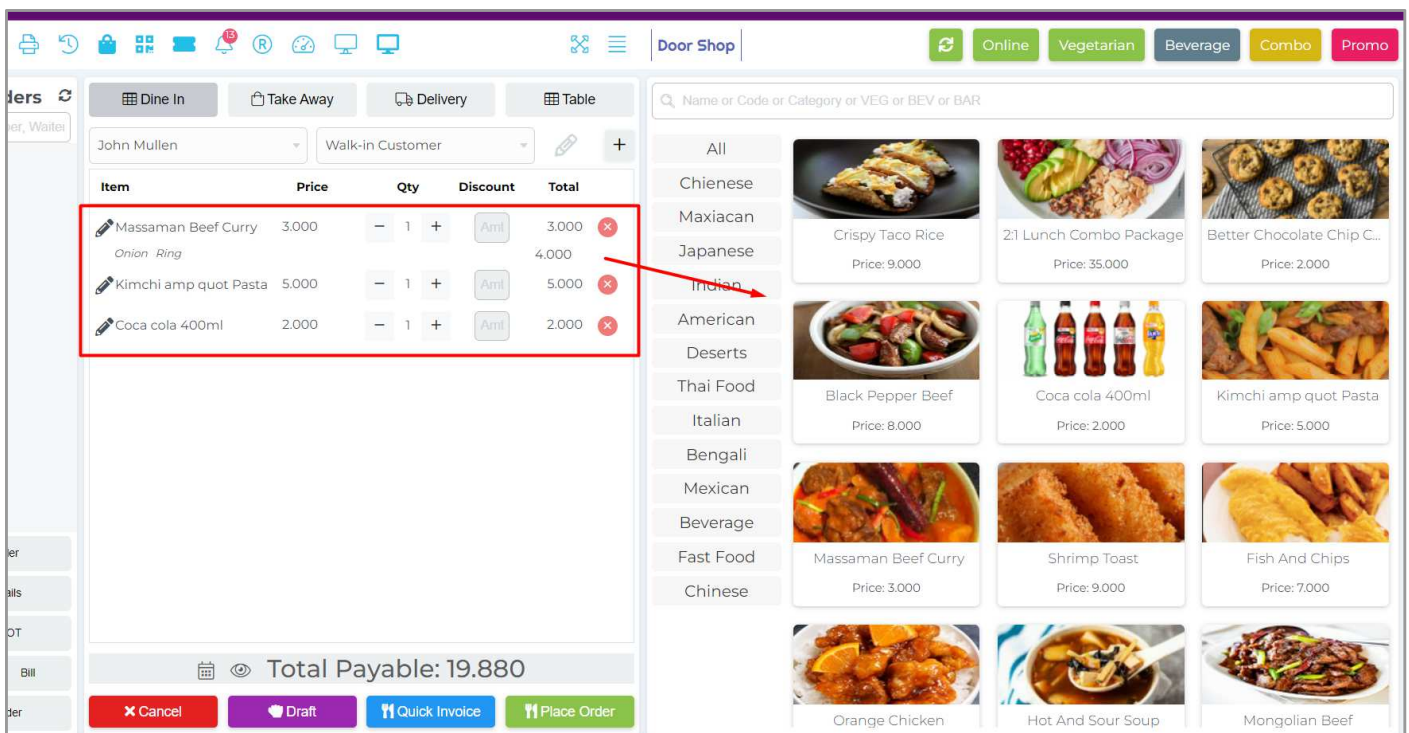 13
R
Door Shop
Online
Vegetarian
Beverage
Combo
Promo
ders
er, Waiter
Dine In
Take Away
Delivery
Table
John Mullen
Walk-in Customer
+
Item Price Qty Discount Total
Massaman Beef Curry 3.000 − 1 + Amt 3.000
Onion Ring 4.000
Kimchi amp quot Pasta 5.000 − 1 + Amt 5.000
Coca cola 400ml 2.000 − 1 + Amt 2.000
er
ails
OT
Bill
der
Total Payable: 19.880
Cancel
Draft
Quick Invoice
Place Order
Name or Code or Category or VEG or BEV or BAR
All
Chienese
Maxiacan
Japanese
Indian
American
Deserts
Thai Food
Italian
Bengali
Mexican
Beverage
Fast Food
Chinese
Crispy Taco Rice
Price: 9.000
2:1 Lunch Combo Package
Price: 35.000
Better Chocolate Chip C...
Price: 2.000
Black Pepper Beef
Price: 8.000
Coca cola 400ml
Price: 2.000
Kimchi amp quot Pasta
Price: 5.000
Massaman Beef Curry
Price: 3.000
Shrimp Toast
Price: 9.000
Fish And Chips
Price: 7.000
Orange Chicken
Hot And Sour Soup
Mongolian Beef